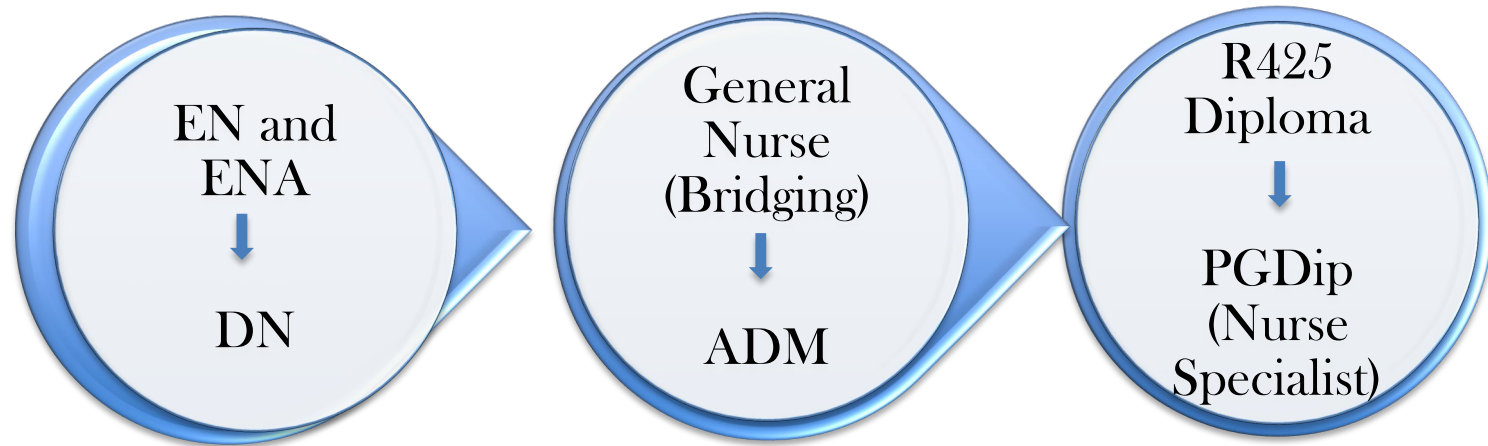 EN and
ENA
DN
General
Nurse
(Bridging)
ADM
R425
Diploma
PGDip
(Nurse
Specialist)